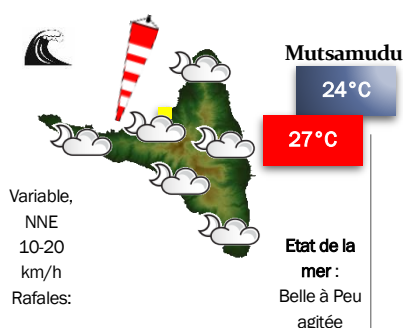 Mutsamudu
24°C
27°C
Variable,
NNE
10-20
km/h
Rafales:
Etat de la
mer :
Belle à Peu
agitée